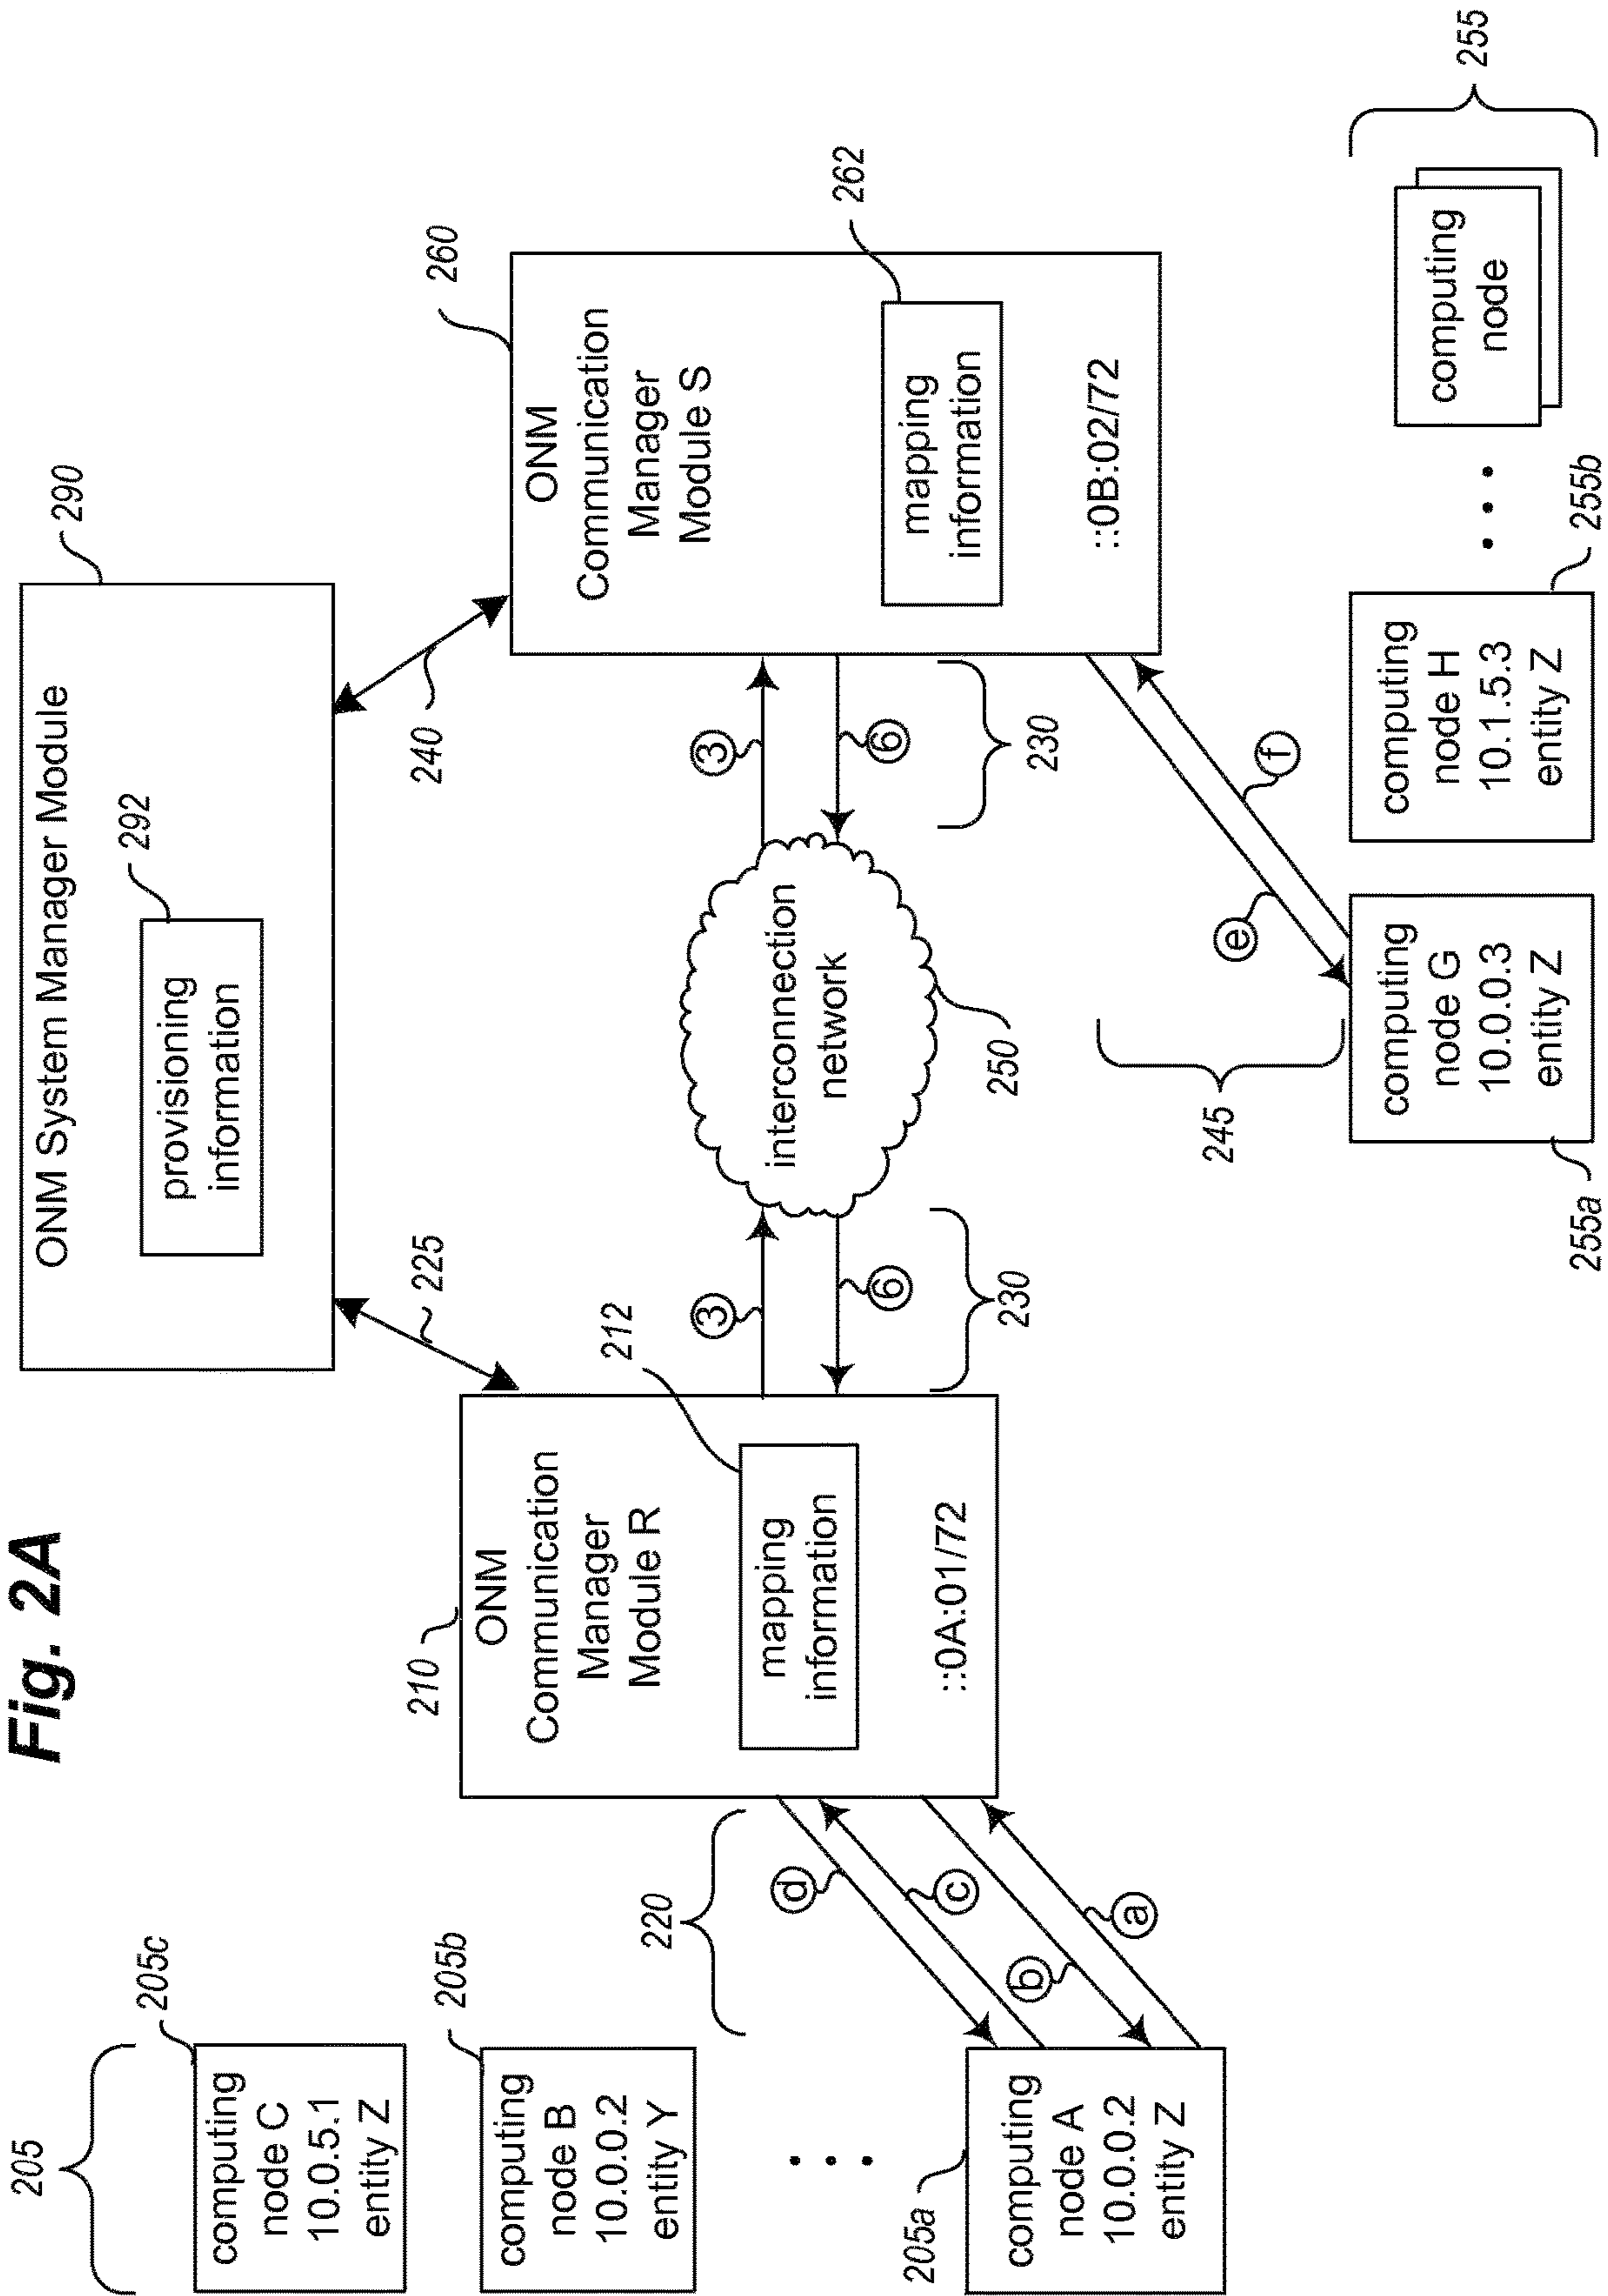 Fig. 2A
ONM System Manager Module
290
provisioning
information
292
225
240
205
computing
node C
10.0.5.1
entity Z
205c
computing
node B
10.0.0.2
entity Y
205b
computing
node A
10.0.0.2
entity Z
205a
220
d
c
b
a
210
ONM
Communication
Manager
Module R
mapping
information
212
::0A:01/72
3
6
230
interconnection
network
250
3
6
230
260
ONM
Communication
Manager
Module S
mapping
information
262
::0B:02/72
e
f
245
computing
node G
10.0.0.3
entity Z
255a
computing
node H
10.1.5.3
entity Z
255b
computing
node
255